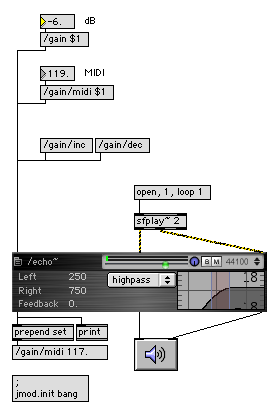 -6. dB
/gain $1
119. MIDI
/gain/midi $1
/gain/inc /gain/dec
open, 1, loop 1
sfplay~ 2
/echo~ B M 44100
Left 250 highpass 18
Right 750
Feedback 0. 18
prepend set print
/gain/midi 117.
;
jmod.init bang